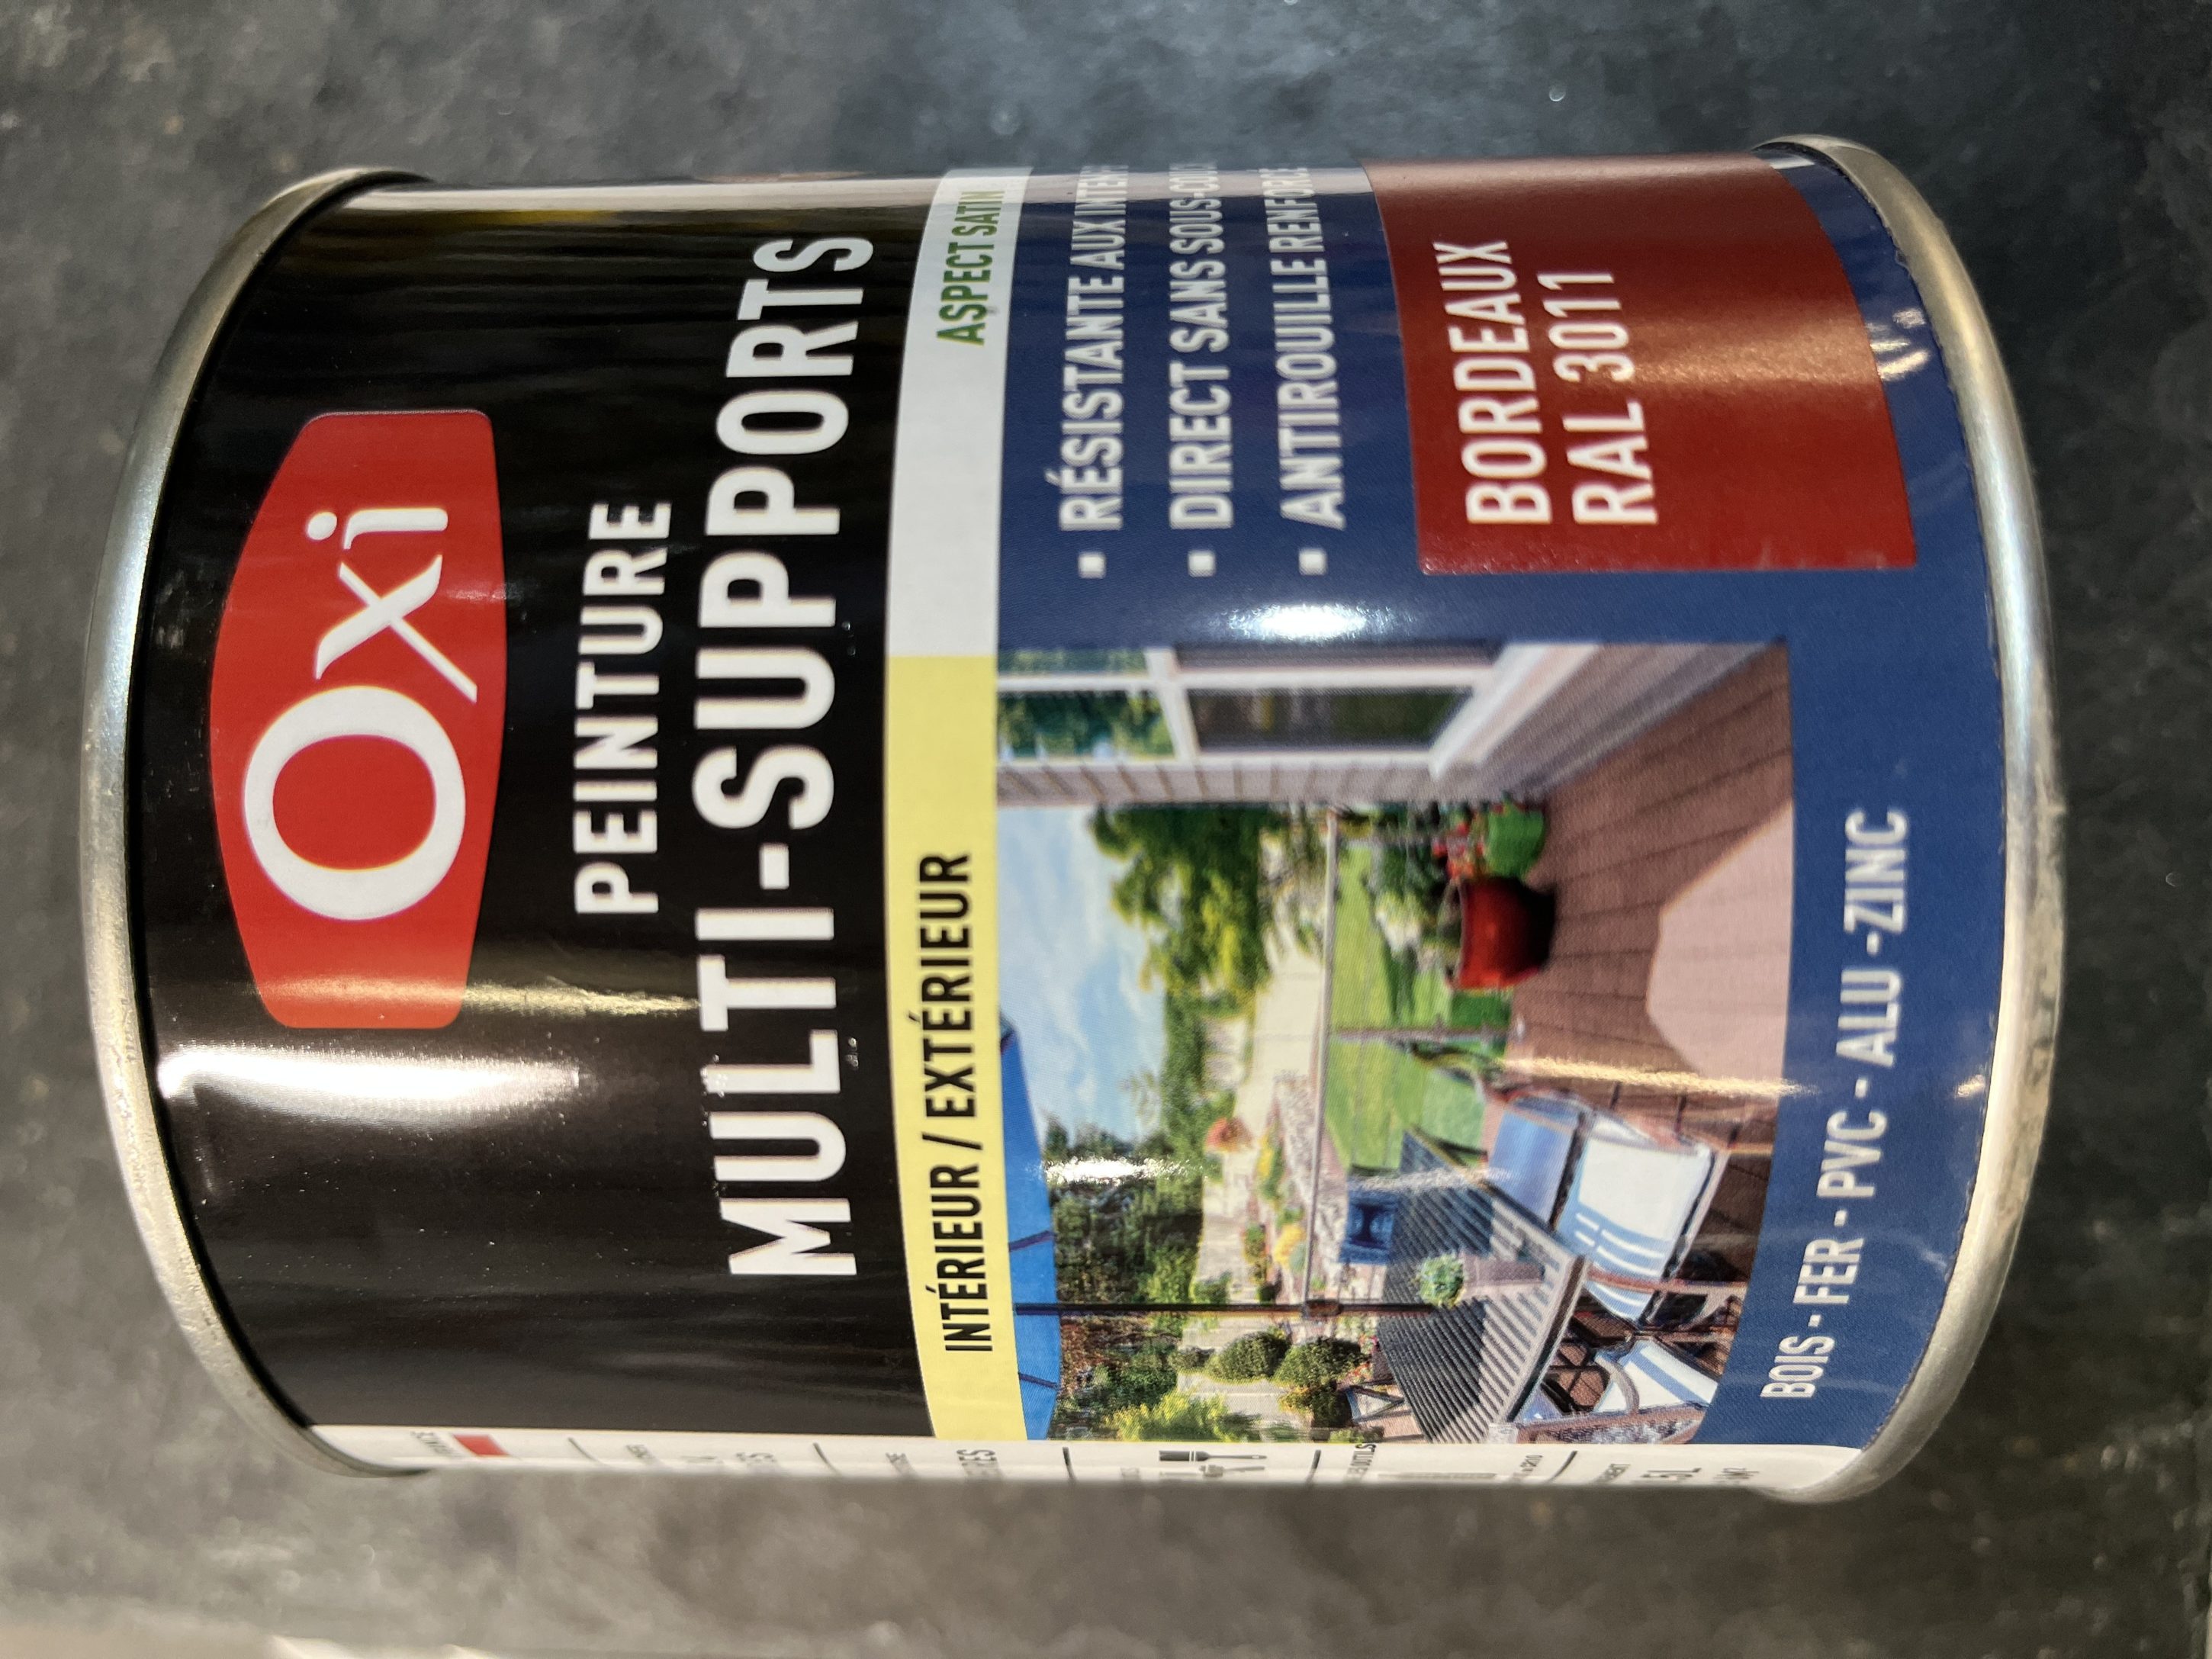 Oxi
PEINTURE
MULTI-SUPPORTS
INTÉRIEUR / EXTÉRIEUR
ASPECT SATIN
▪ RÉSISTANTE AUX
▪ DIRECT SANS
▪ ANTIROUILLE
BORDEAUX
RAL 3011
BOIS - FER - PVC - ALU - ZINC